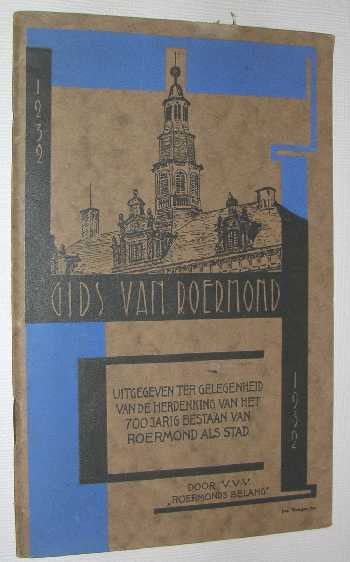 1232
GIDS VAN ROERMOND
UITGEGEVEN TER GELEGENHEID
VAN DE HERDENKING VAN HET
700 JARIG BESTAAN VAN
ROERMOND ALS STAD
1932
DOOR V.V.V.
„ROERMONDS BELANG”